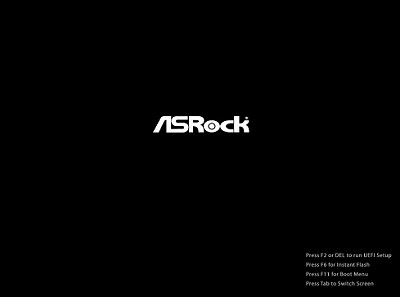 ASRock
Press F2 or DEL to run UEFI Setup
Press F6 for Instant Flash
Press F11 for Boot Menu
Press Tab to Switch Screen